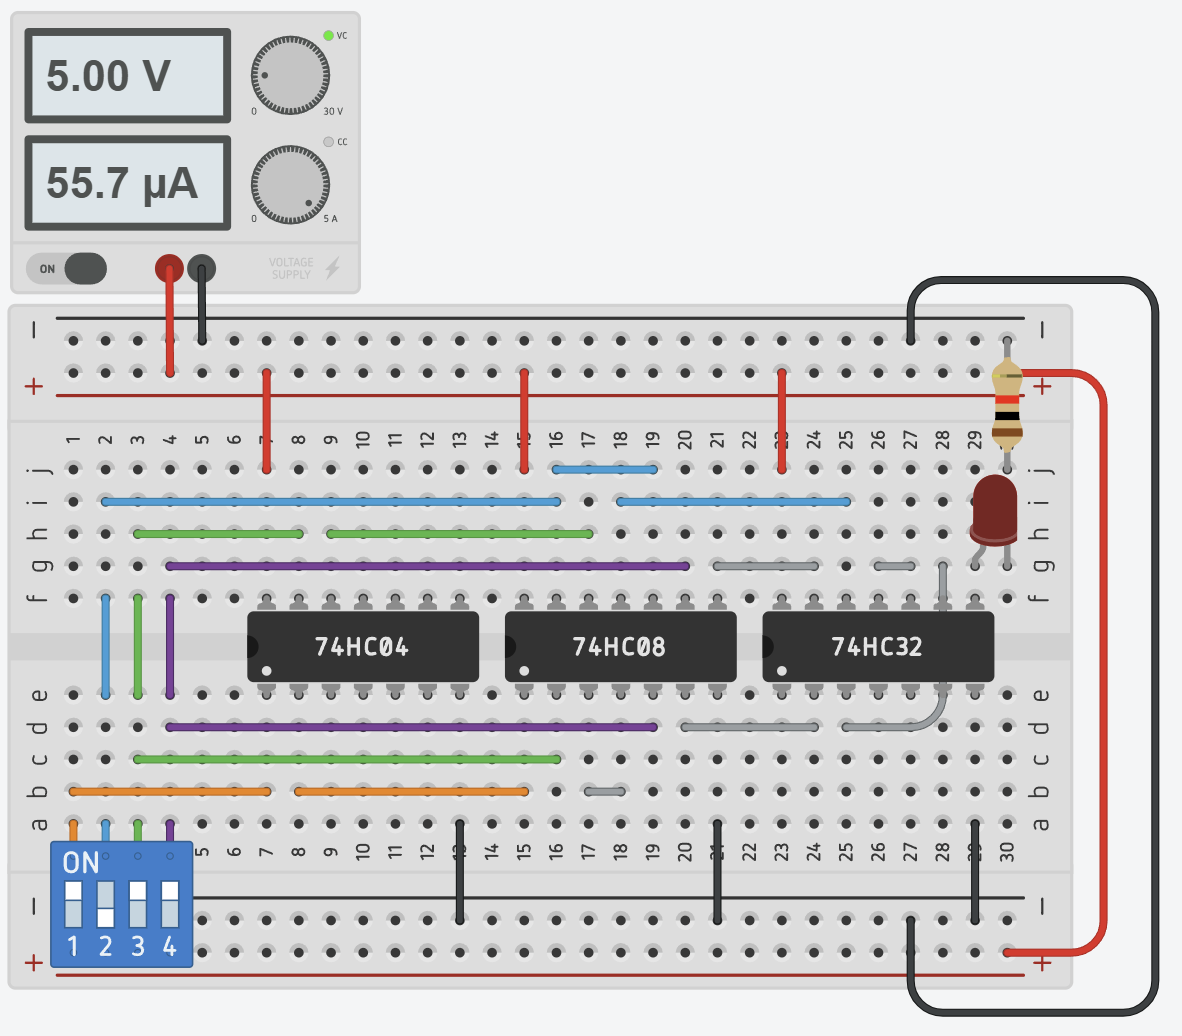 5.00 V
VC
0
30 V
55.7 µA
CC
0
5 A
ON
VOLTAGE
SUPPLY
1 2 3 4 5 6 7 8 9 10 11 12 13 14 15 16 17 18 19 20 21 22 23 24 25 26 27 28 29
j j
i i
h h
g g
f f
74HC04 74HC08 74HC32
e e
d d
c c
b b
a a
5 6 7 8 9 10 11 12 13 14 15 16 17 18 19 20 21 22 23 24 25 26 27 28 29 30
ON
1 2 3 4